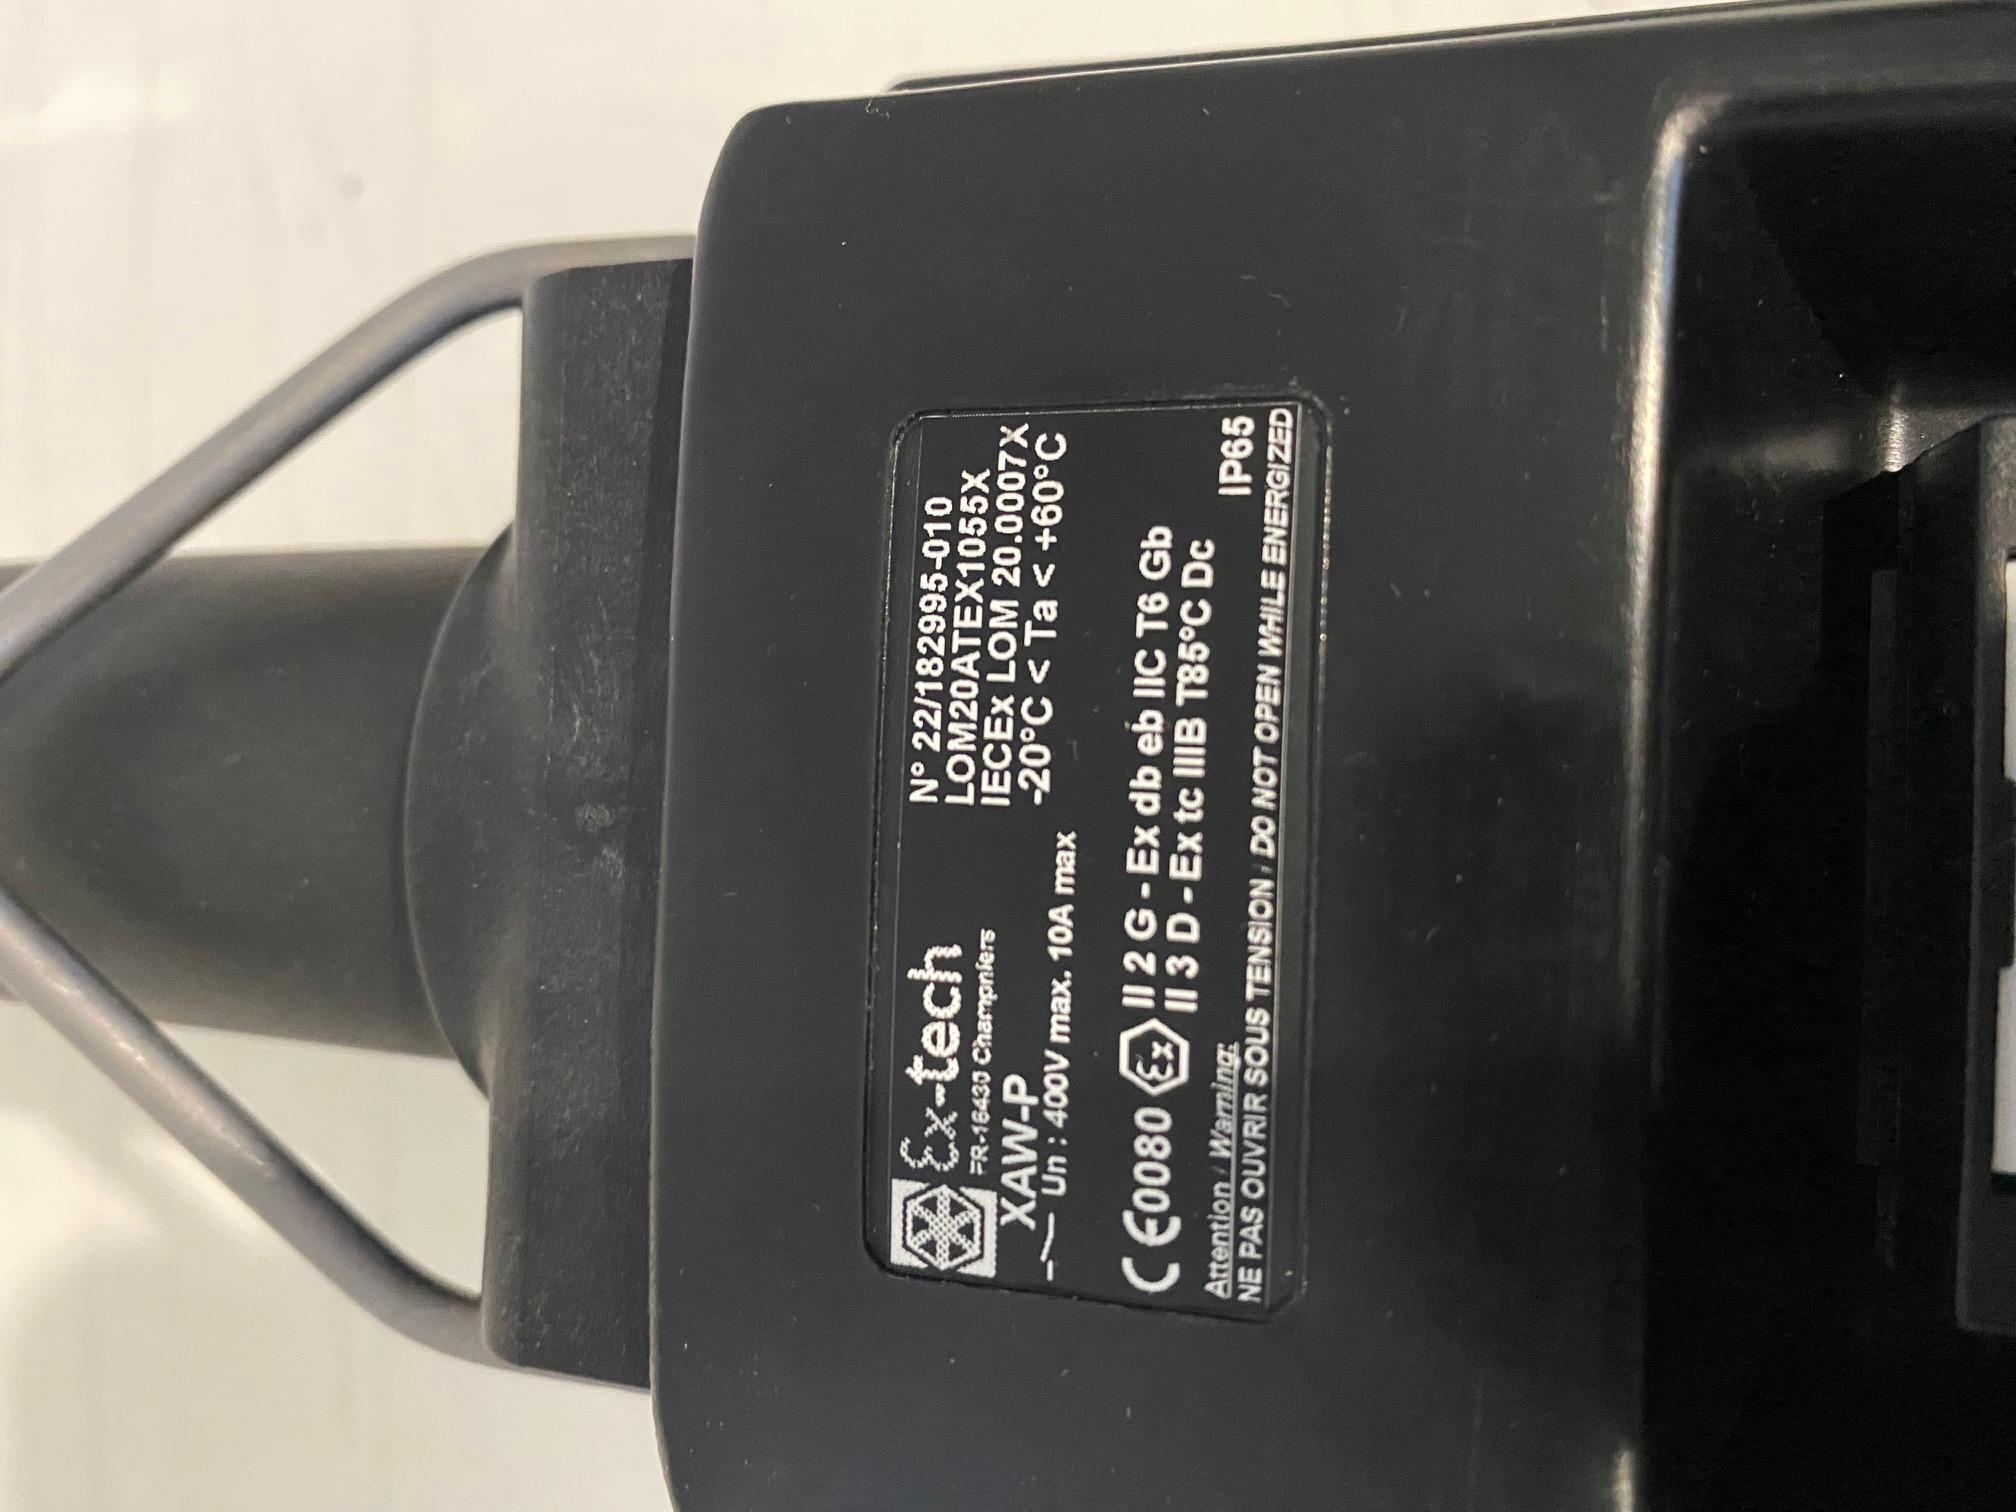 Ex-tech
FR-16430 Champniers
XAW-P
Un : 400V max. 10A max
N° 22/182995-010
LOM20ATEX1055X
IECEx LOM 20.0007X
-20°C < Ta < +60°C
CE0080 Ex II 2 G - Ex db eb IIC T6 Gb
II 3 D - Ex tc IIIB T85°C Dc
Attention / Warning: IP65
NE PAS OUVRIR SOUS TENSION / DO NOT OPEN WHILE ENERGIZED